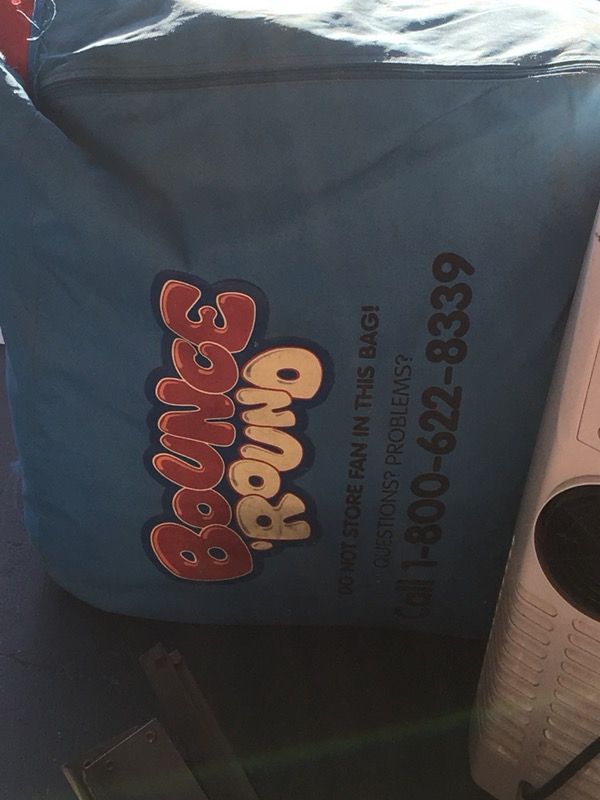 BOUNCE
'ROUND
DO NOT STORE FAN IN THIS BAG!
QUESTIONS? PROBLEMS?
Call 1-800-622-8339